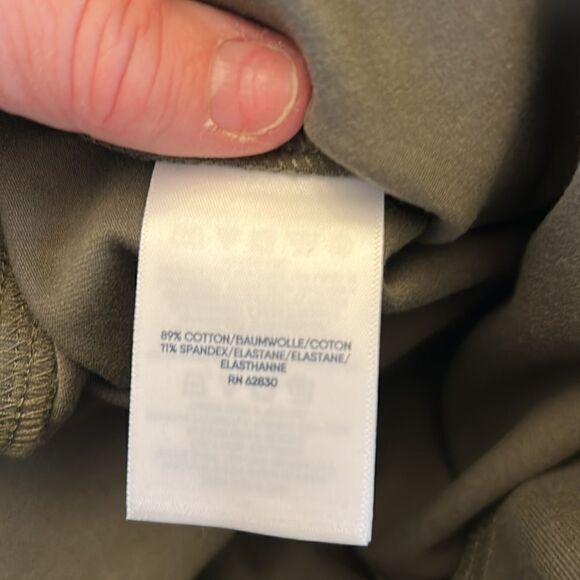 89% COTTON/BAUMWOLLE/COTON
11% SPANDEX/ELASTANE/ELASTANE/
ELASTHANNE
RN 62830